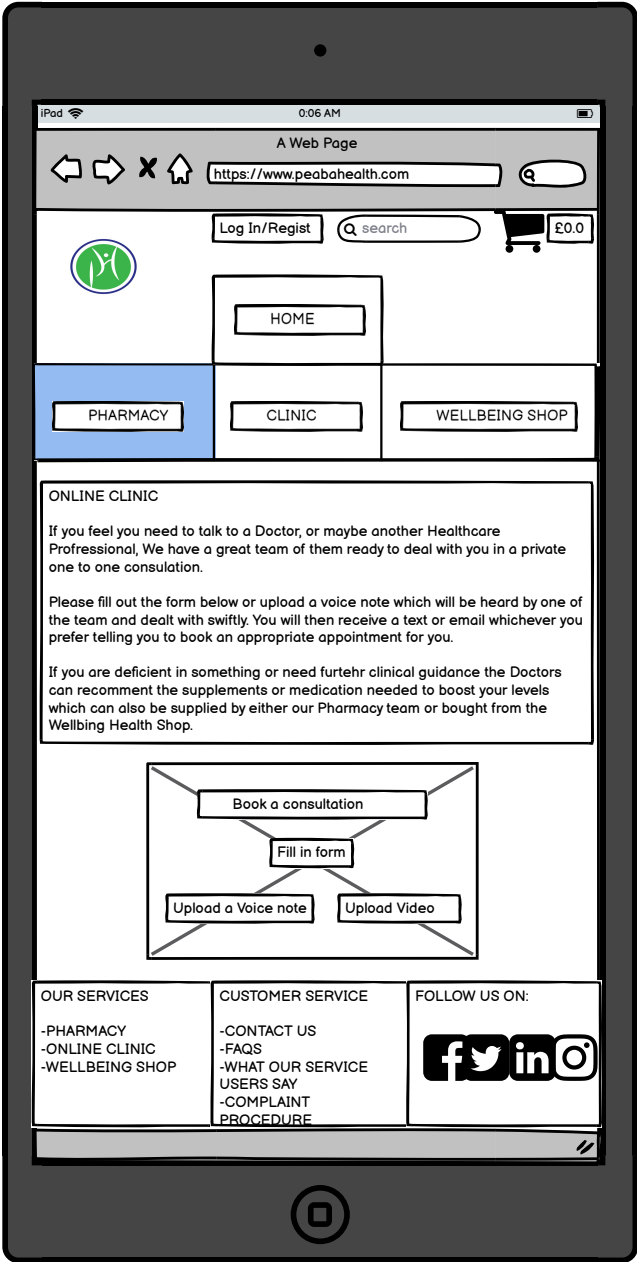 iPad
0:06 AM
A Web Page
https://www.peabahealth.com
Log In/Regist
search
£0.0
HOME
PHARMACY
CLINIC
WELLBEING SHOP
ONLINE CLINIC
If you feel you need to talk to a Doctor, or maybe another Healthcare
Profressional, We have a great team of them ready to deal with you in a private
one to one consulation.
Please fill out the form below or upload a voice note which will be heard by one of
the team and dealt with swiftly. You will then receive a text or email whichever you
prefer telling you to book an appropriate appointment for you.
If you are deficient in something or need furtehr clinical guidance the Doctors
can recomment the supplements or medication needed to boost your levels
which can also be supplied by either our Pharmacy team or bought from the
Wellbing Health Shop.
Book a consultation
Fill in form
Upload a Voice note
Upload Video
OUR SERVICES
-PHARMACY
-ONLINE CLINIC
-WELLBEING SHOP
CUSTOMER SERVICE
-CONTACT US
-FAQS
-WHAT OUR SERVICE
USERS SAY
-COMPLAINT
PROCEDURE
FOLLOW US ON: